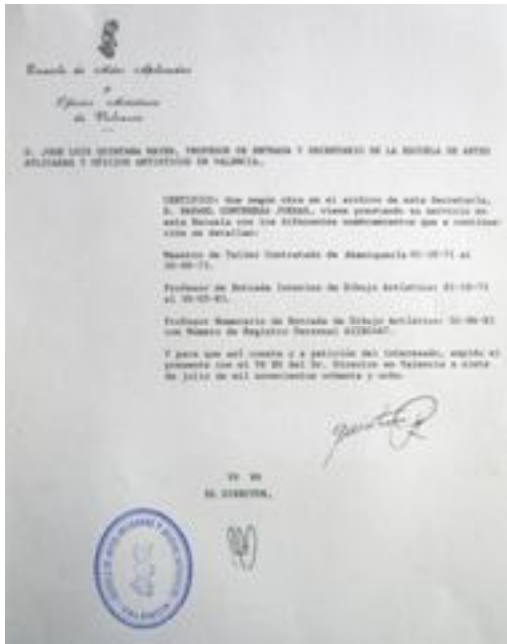 Escuela de Artes Aplicadas
y
Oficios Artísticos
de Valencia
D. JOSE LUIS QUINTANA PROFESOR DE ENTRADA Y SECRETARIO DE LA ESCUELA DE ARTES
APLICADAS Y OFICIOS ARTISTICOS DE VALENCIA.
CERTIFICO: Que según obra en el archivo de esta Secretaría,
D. RAFAEL CONTRERAS viene prestando su servicio en
esta Escuela con los diferentes nombramientos que a continua-
ción se detallan:
Maestro de Taller Contratado de
Profesor de Entrada Interino de Dibujo Artístico:
al
Profesor Numerario de Entrada de Dibujo Artístico:
con Número de Registro Personal
Y para que así conste y a petición del interesado, expido el
presente con el Vº Bº del Sr. Director en Valencia a siete
de julio de mil novecientos ochenta y ocho.
Vº Bº
EL DIRECTOR,
VALENCIA